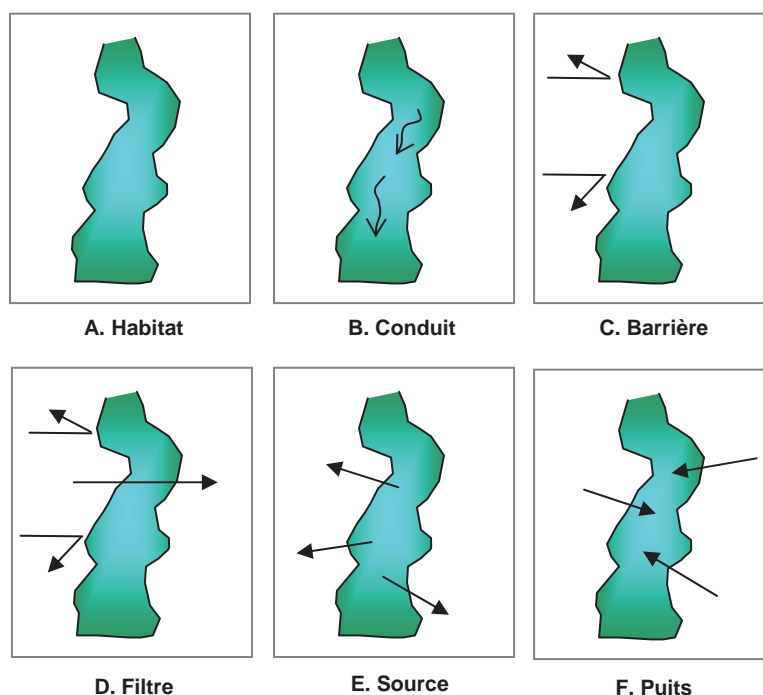 A. Habitat
B. Conduit
C. Barrière
D. Filtre
E. Source
F. Puits